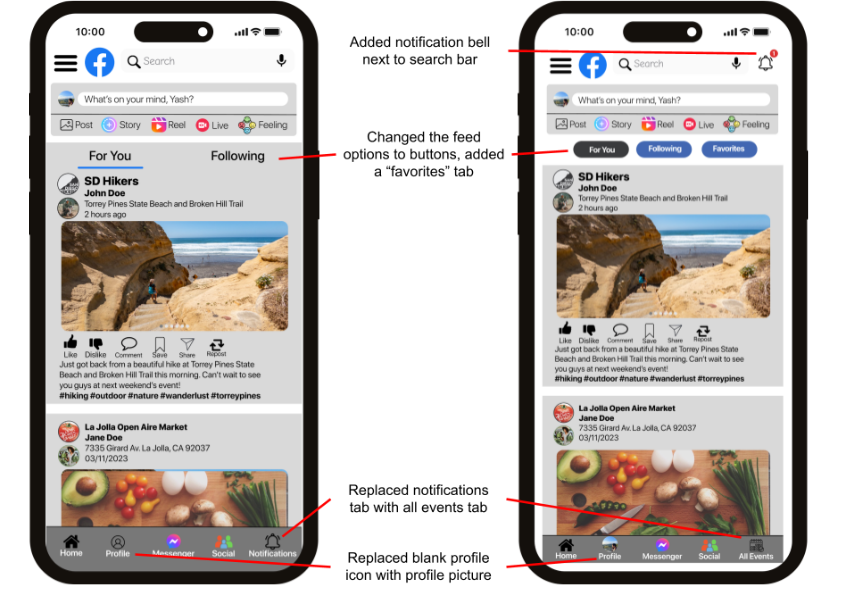 10:00
Search
What's on your mind, Yash?
Post Story Reel Live Feeling
For You Following
SD Hikers
John Doe
Torrey Pines State Beach and Broken Hill Trail
2 hours ago
Like Dislike Comment Save Share Repost
Just got back from a beautiful hike at Torrey Pines State
Beach and Broken Hill Trail this morning. Can't wait to see
you guys at next weekend's event!
#hiking #outdoor #nature #wanderlust #torreypines
La Jolla Open Aire Market
Jane Doe
7335 Girard Av. La Jolla, CA 92037
03/11/2023
Home Profile Messenger Social Notifications
Added notification bell
next to search bar
Changed the feed
options to buttons, added
a “favorites” tab
Replaced notifications
tab with all events tab
Replaced blank profile
icon with profile picture
10:00
Search
1
What's on your mind, Yash?
Post Story Reel Live Feeling
For You Following Favorites
SD Hikers
John Doe
Torrey Pines State Beach and Broken Hill Trail
2 hours ago
Like Dislike Comment Save Share Repost
Just got back from a beautiful hike at Torrey Pines State
Beach and Broken Hill Trail this morning. Can't wait to see
you guys at next weekend's event!
#hiking #outdoor #nature #wanderlust #torreypines
La Jolla Open Aire Market
Jane Doe
7335 Girard Av. La Jolla, CA 92037
03/11/2023
Home Profile Messenger Social All Events